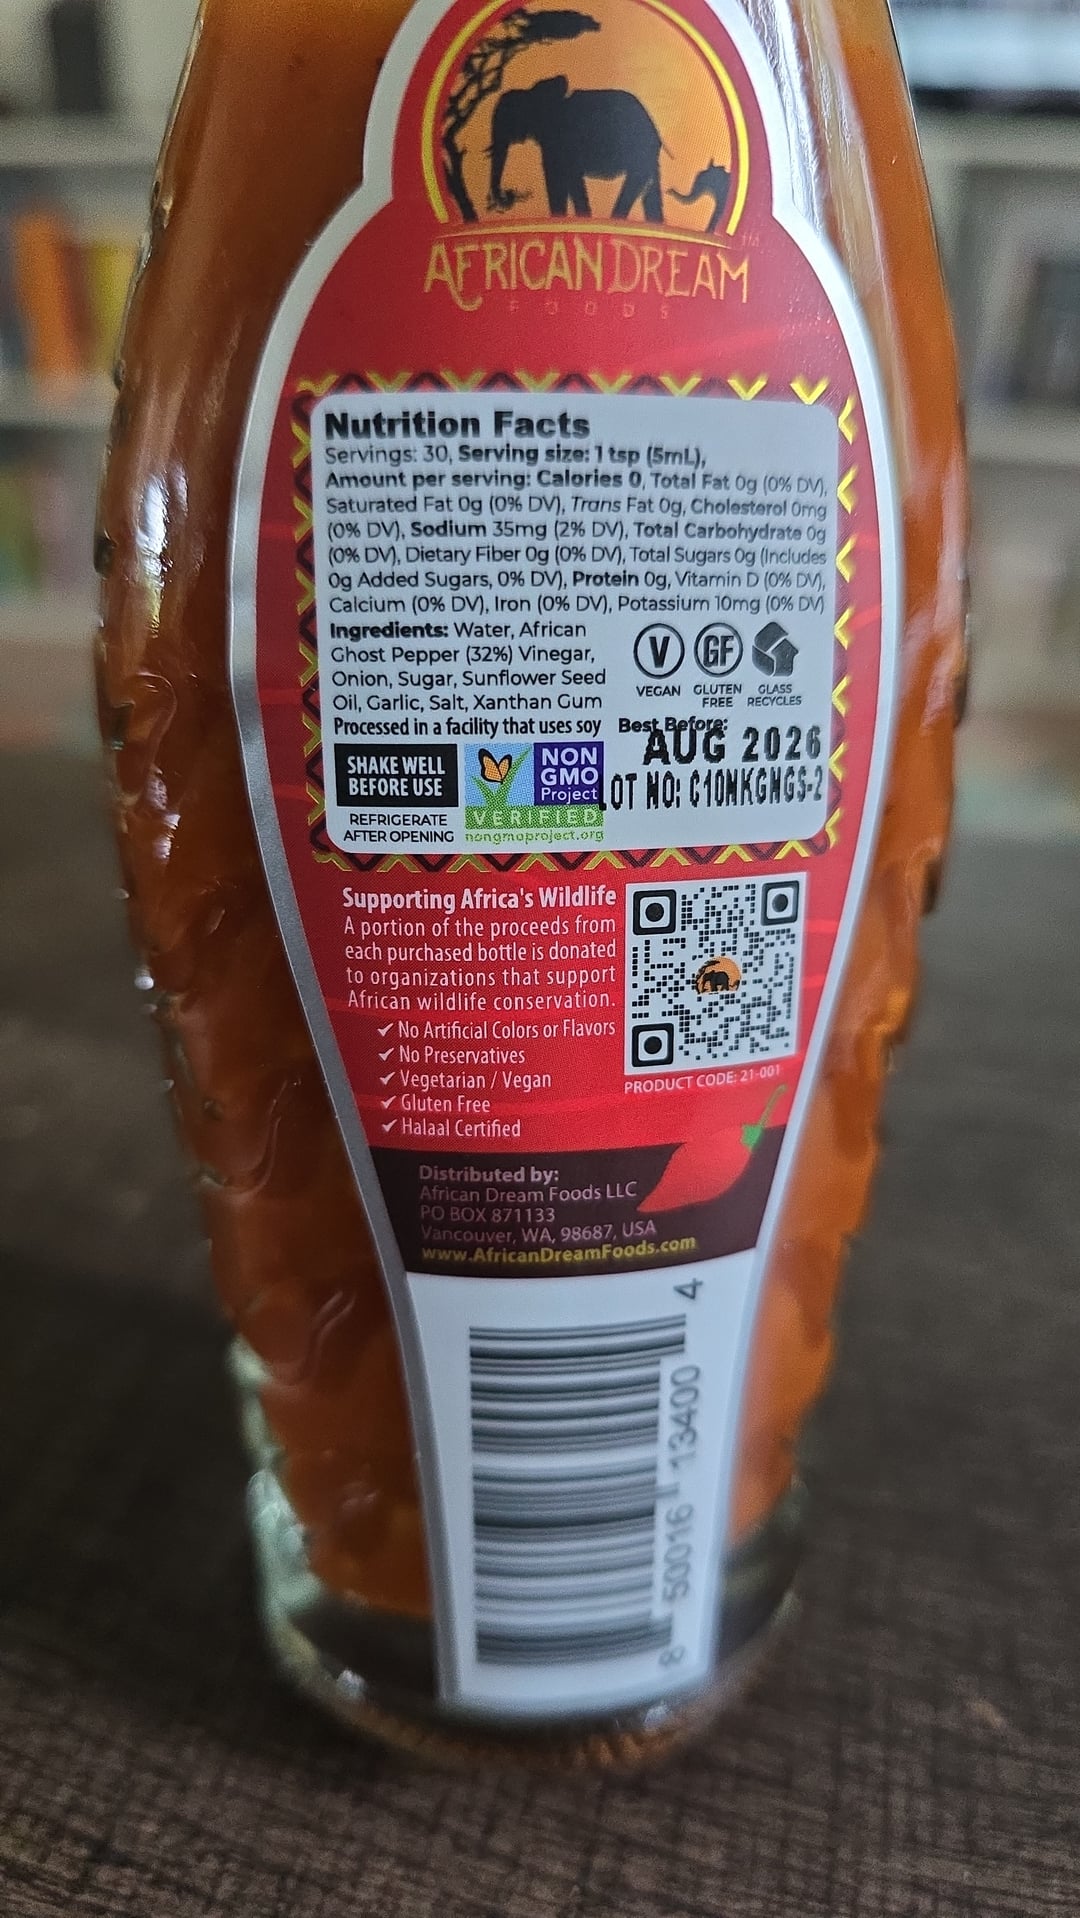 AFRICAN DREAM
FOODS
TM
Nutrition Facts
Servings: 30, Serving size: 1 tsp (5mL),
Amount per serving: Calories 0, Total Fat 0g (0% DV),
Saturated Fat 0g (0% DV), Trans Fat 0g, Cholesterol 0mg
(0% DV), Sodium 35mg (2% DV), Total Carbohydrate 0g
(0% DV), Dietary Fiber 0g (0% DV), Total Sugars 0g (Includes
0g Added Sugars, 0% DV), Protein 0g, Vitamin D (0% DV),
Calcium (0% DV), Iron (0% DV), Potassium 10mg (0% DV)
Ingredients: Water, African
Ghost Pepper (32%) Vinegar,
Onion, Sugar, Sunflower Seed
Oil, Garlic, Salt, Xanthan Gum
Processed in a facility that uses soy
V
VEGAN
GF
GLUTEN
FREE
GLASS
RECYCLES
Best Before:
AUG 2026
LOT NO: C10NKGNGS-2
SHAKE WELL
BEFORE USE
REFRIGERATE
AFTER OPENING
NON
GMO
Project
VERIFIED
nongmoproject.org
Supporting Africa's Wildlife
A portion of the proceeds from
each purchased bottle is donated
to organizations that support
African wildlife conservation.
✓ No Artificial Colors or Flavors
✓ No Preservatives
✓ Vegetarian / Vegan
✓ Gluten Free
✓ Halaal Certified
PRODUCT CODE: 21-001
Distributed by:
African Dream Foods LLC
PO BOX 871133
Vancouver, WA, 98687, USA
www.AfricanDreamFoods.com
8 50016 13400 4